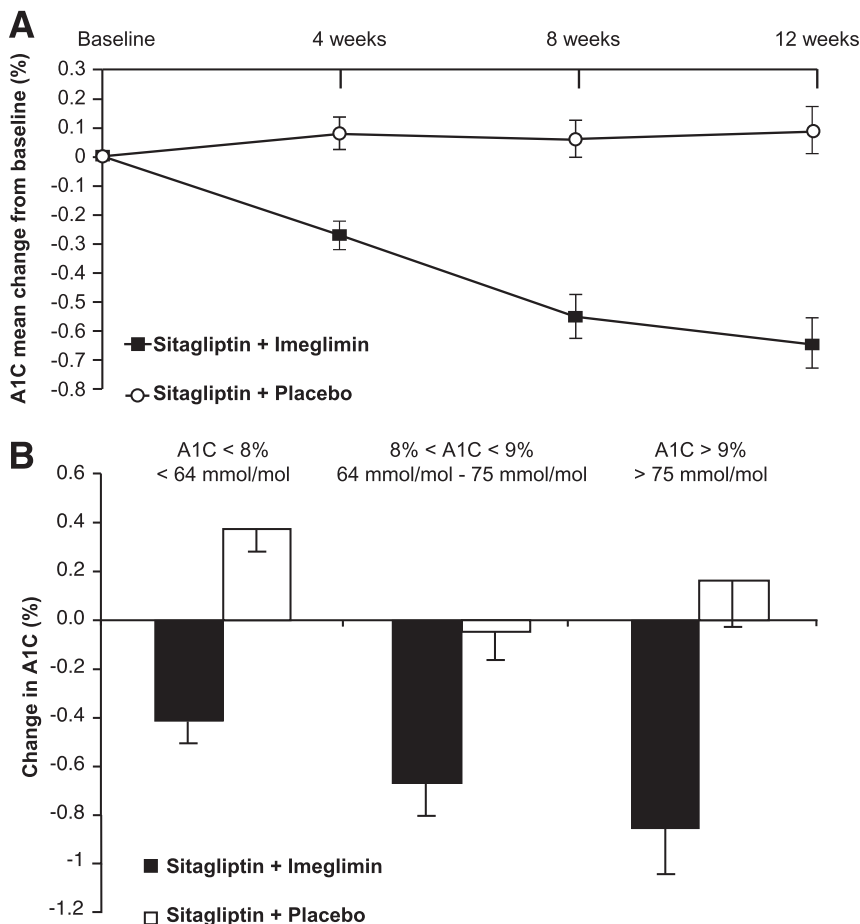 A
Baseline 4 weeks 8 weeks 12 weeks
A1C mean change from baseline (%)
0.3
0.2
0.1
0
-0.1
-0.2
-0.3
-0.4
-0.5
-0.6
-0.7
-0.8
Sitagliptin + Imeglimin
Sitagliptin + Placebo
B
A1C < 8% 8% < A1C < 9% A1C > 9%
< 64 mmol/mol 64 mmol/mol - 75 mmol/mol > 75 mmol/mol
Change in A1C (%)
0.6
0.4
0.2
0.0
-0.2
-0.4
-0.6
-0.8
-1
-1.2
Sitagliptin + Imeglimin
Sitagliptin + Placebo